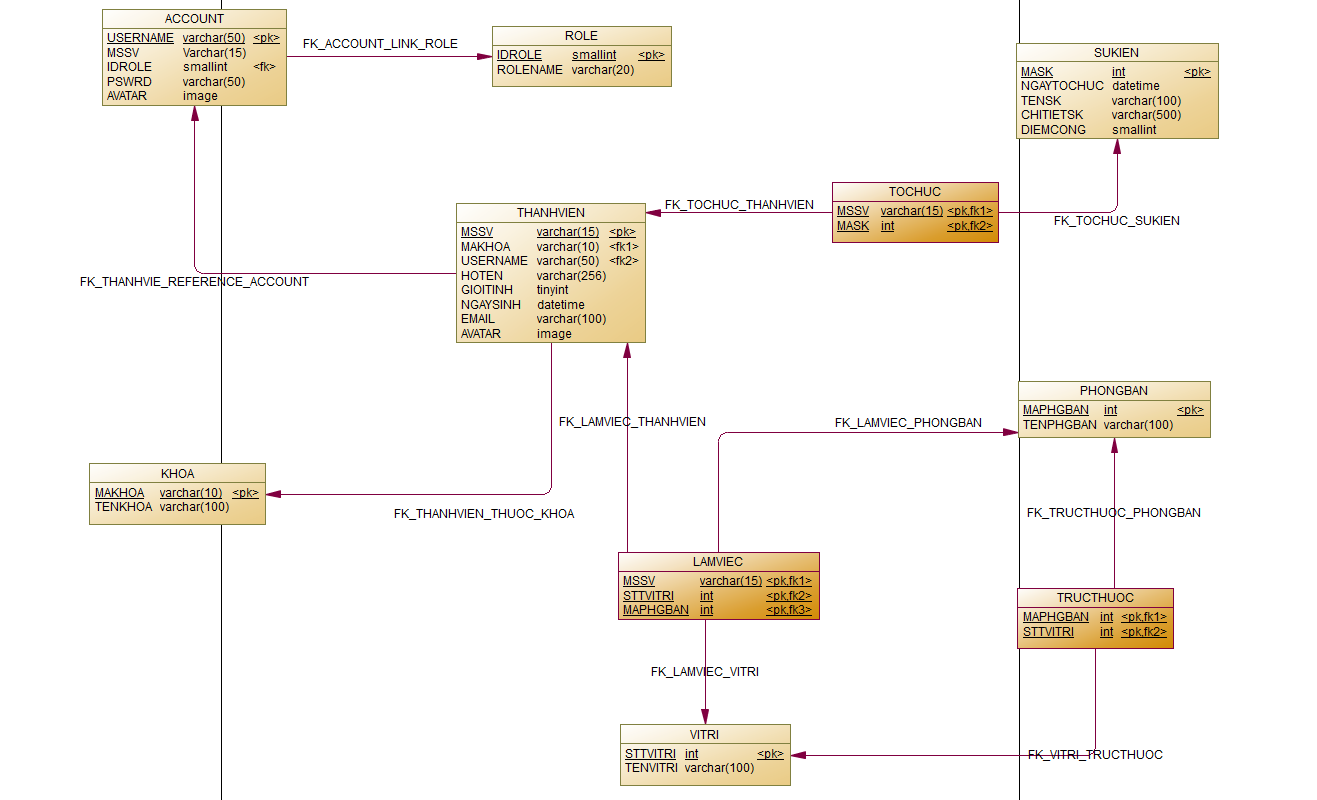 ACCOUNT
USERNAME varchar(50) <pk>
MSSV Varchar(15)
IDROLE smallint <fk>
PSWRD varchar(50)
AVATAR image
FK_ACCOUNT_LINK_ROLE
ROLE
IDROLE smallint <pk>
ROLENAME varchar(20)
SUKIEN
MASK int <pk>
NGAYTOCHUC datetime
TENSK varchar(100)
CHITIETSK varchar(500)
DIEMCONG smallint
TOCHUC
MSSV varchar(15) <pk,fk1>
MASK int <pk,fk2>
FK_TOCHUC_THANHVIEN
FK_TOCHUC_SUKIEN
THANHVIEN
MSSV varchar(15) <pk>
MAKHOA varchar(10) <fk1>
USERNAME varchar(50) <fk2>
HOTEN varchar(256)
GIOITINH tinyint
NGAYSINH datetime
EMAIL varchar(100)
AVATAR image
FK_THANHVIE_REFERENCE_ACCOUNT
PHONGBAN
MAPHGBAN int <pk>
TENPHGBAN varchar(100)
FK_LAMVIEC_THANHVIEN
FK_LAMVIEC_PHONGBAN
KHOA
MAKHOA varchar(10) <pk>
TENKHOA varchar(100)
FK_THANHVIEN_THUOC_KHOA
FK_TRUCTHUOC_PHONGBAN
LAMVIEC
MSSV varchar(15) <pk,fk1>
STTVITRI int <pk,fk2>
MAPHGBAN int <pk,fk3>
TRUCTHUOC
MAPHGBAN int <pk,fk1>
STTVITRI int <pk,fk2>
FK_LAMVIEC_VITRI
VITRI
STTVITRI int <pk>
TENVITRI varchar(100)
FK_VITRI_TRUCTHUOC